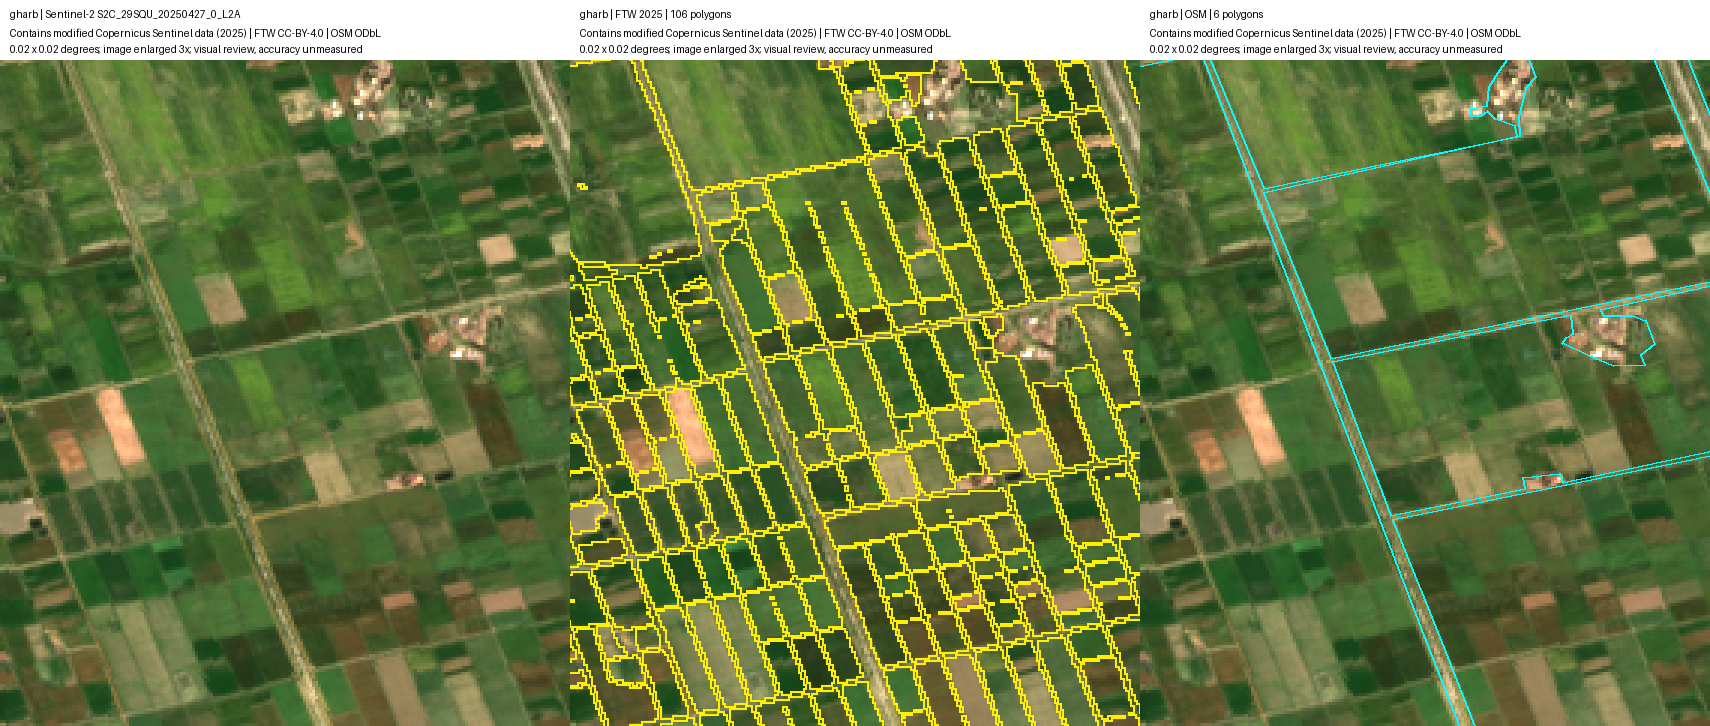 gharb | Sentinel-2 S2C_29SQU_20250427_0_L2A
Contains modified Copernicus Sentinel data (2025) | FTW CC-BY-4.0 | OSM ODbL
0.02 x 0.02 degrees; image enlarged 3x; visual review, accuracy unmeasured
gharb | FTW 2025 | 106 polygons
Contains modified Copernicus Sentinel data (2025) | FTW CC-BY-4.0 | OSM ODbL
0.02 x 0.02 degrees; image enlarged 3x; visual review, accuracy unmeasured
gharb | OSM | 6 polygons
Contains modified Copernicus Sentinel data (2025) | FTW CC-BY-4.0 | OSM ODbL
0.02 x 0.02 degrees; image enlarged 3x; visual review, accuracy unmeasured